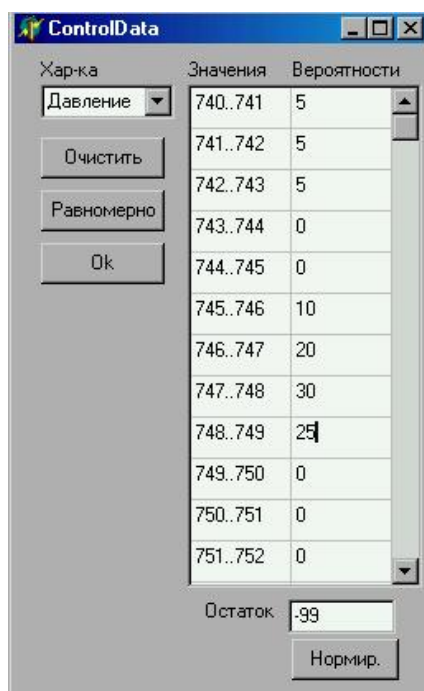 ControlData
Хар-ка Значения Вероятности
Давление
Очистить
Равномерно
Ok
740..741 5
741..742 5
742..743 5
743..744 0
744..745 0
745..746 10
746..747 20
747..748 30
748..749 25
749..750 0
750..751 0
751..752 0
Остаток -99
Нормир.